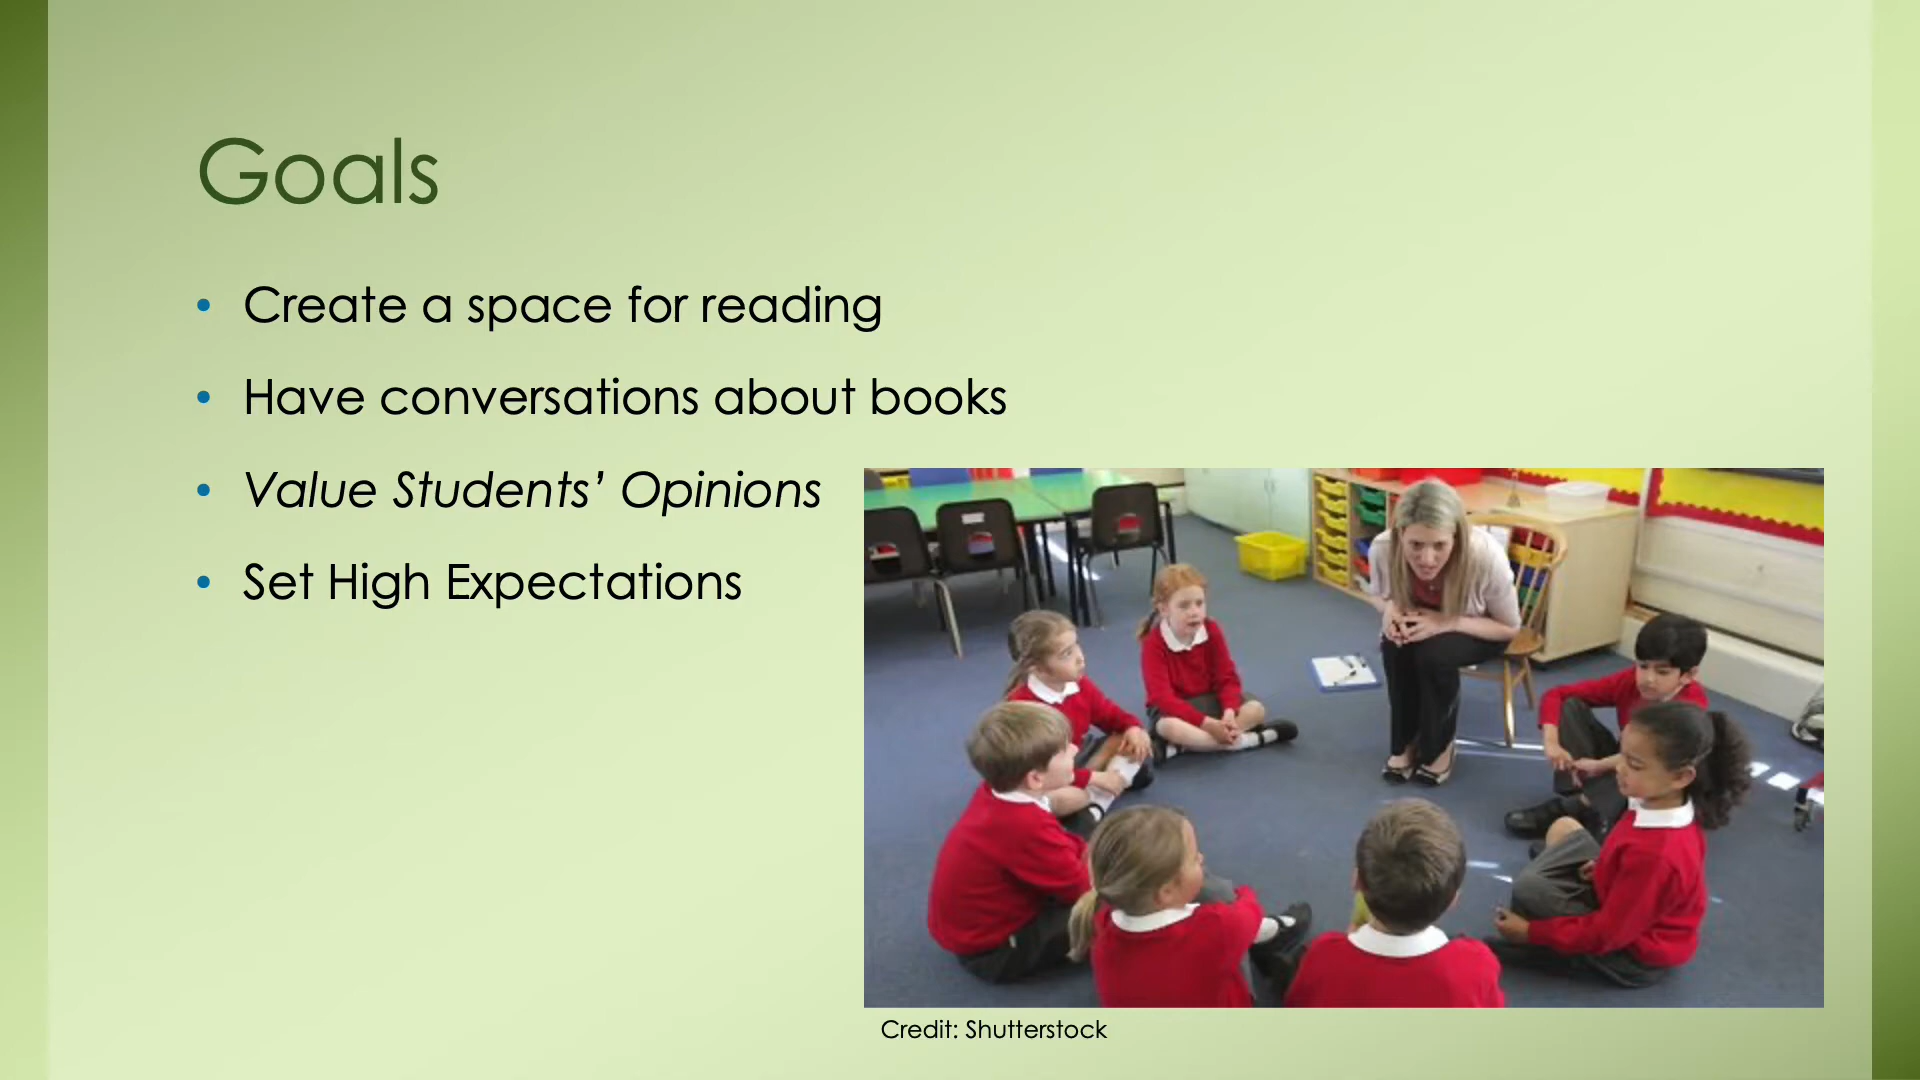 Goals
• Create a space for reading
• Have conversations about books
• Value Students’ Opinions
• Set High Expectations
Credit: Shutterstock